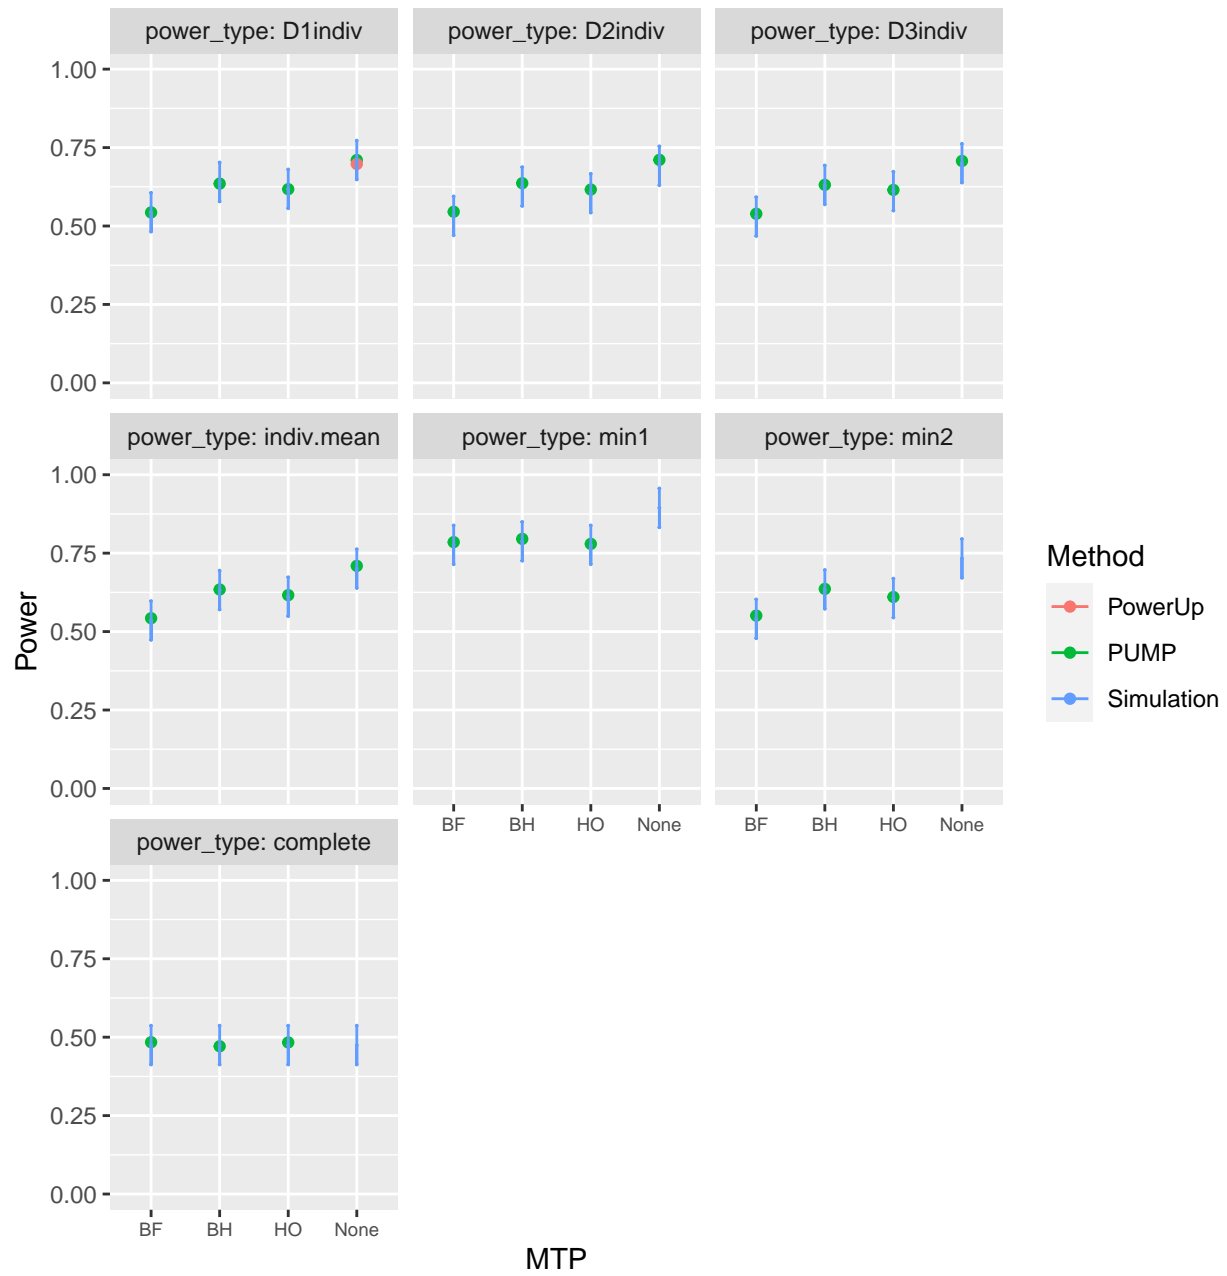 power_type: D1indiv
power_type: D2indiv
power_type: D3indiv
1.00
0.75
0.50
0.25
0.00
power_type: indiv.mean
power_type: min1
power_type: min2
1.00
0.75
0.50
0.25
0.00
BF BH HO None
BF BH HO None
power_type: complete
1.00
0.75
0.50
0.25
0.00
BF BH HO None
Power
MTP
Method
PowerUp
PUMP
Simulation